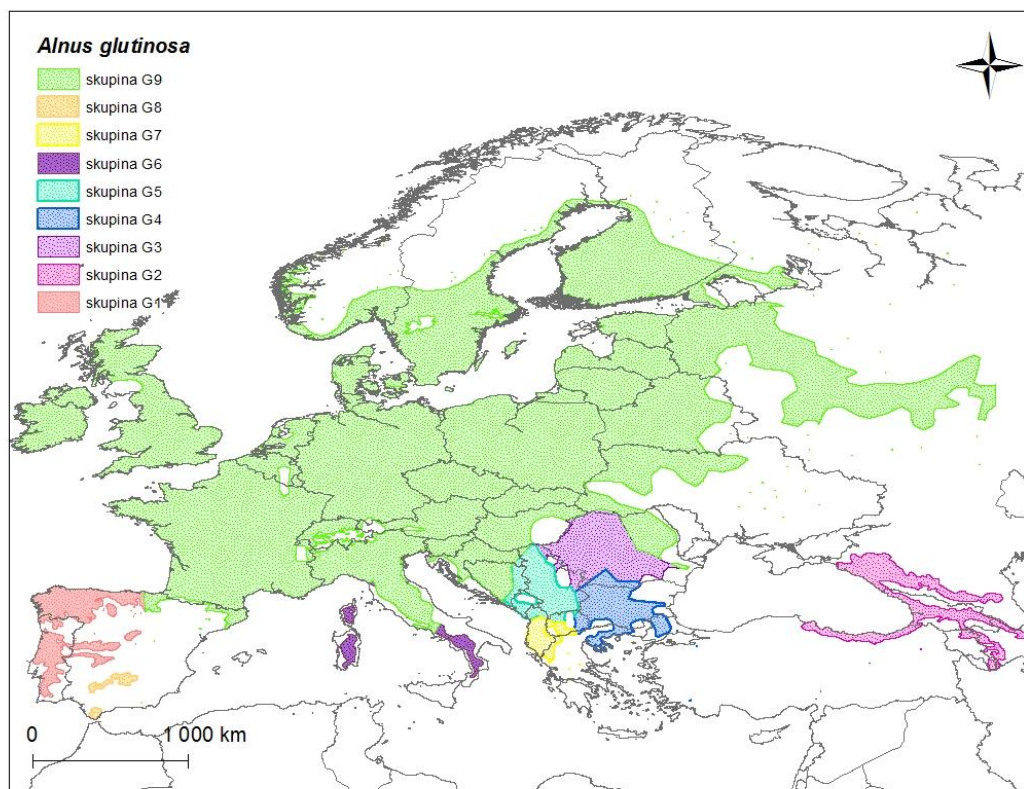 Alnus glutinosa
skupina G9
skupina G8
skupina G7
skupina G6
skupina G5
skupina G4
skupina G3
skupina G2
skupina G1
0 1 000 km